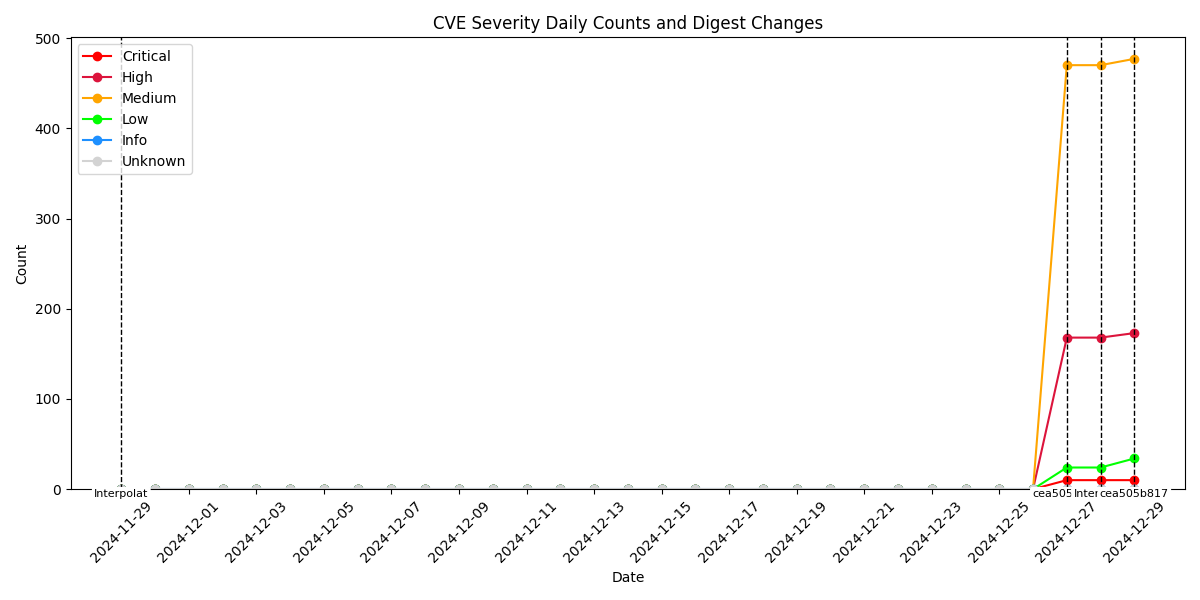 CVE Severity Daily Counts and Digest Changes
Critical
High
Medium
Low
Info
Unknown
Count
500
400
300
200
100
0
Interpolat
cea505
Inter
cea505b817
2024-11-29
2024-12-01
2024-12-03
2024-12-05
2024-12-07
2024-12-09
2024-12-11
2024-12-13
2024-12-15
2024-12-17
2024-12-19
2024-12-21
2024-12-23
2024-12-25
2024-12-27
2024-12-29
Date